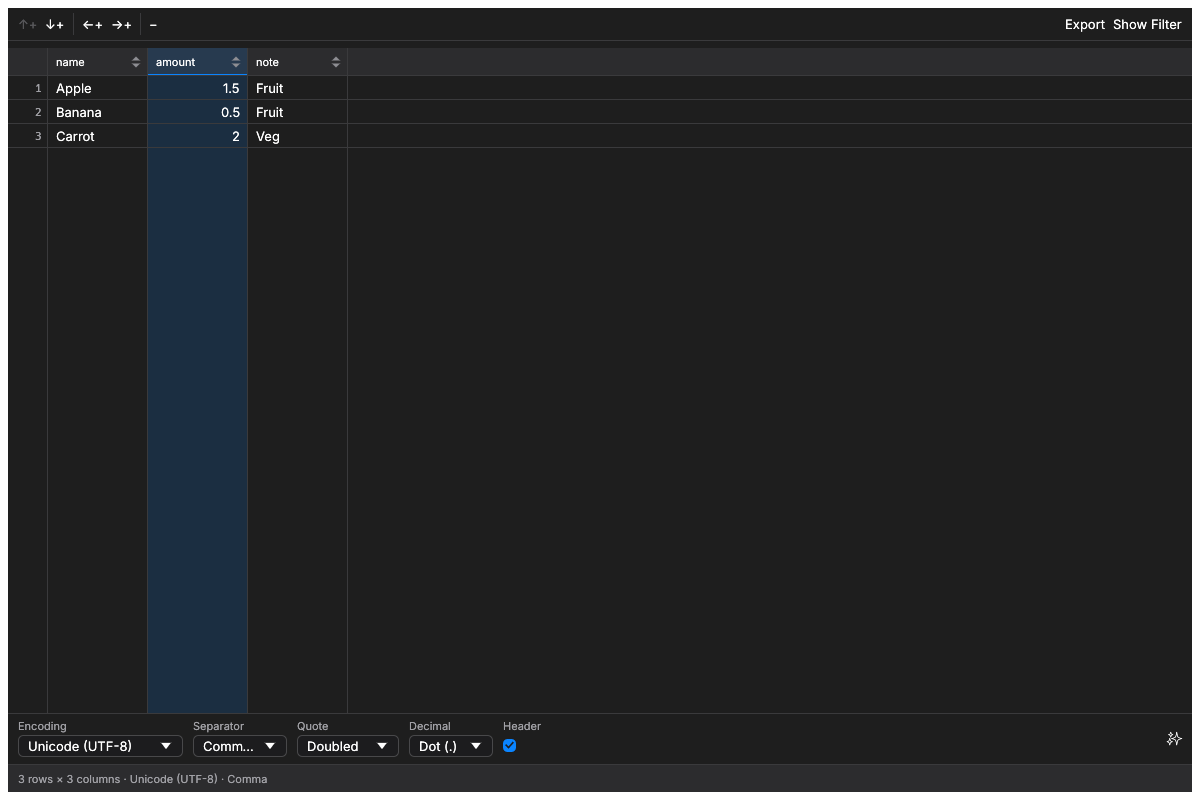 ↑+ ↓+ ←+ →+ − Export Show Filter
name amount note
1 Apple 1.5 Fruit
2 Banana 0.5 Fruit
3 Carrot 2 Veg
Encoding Separator Quote Decimal Header
Unicode (UTF-8) Comm... Doubled Dot (.)
3 rows × 3 columns · Unicode (UTF-8) · Comma